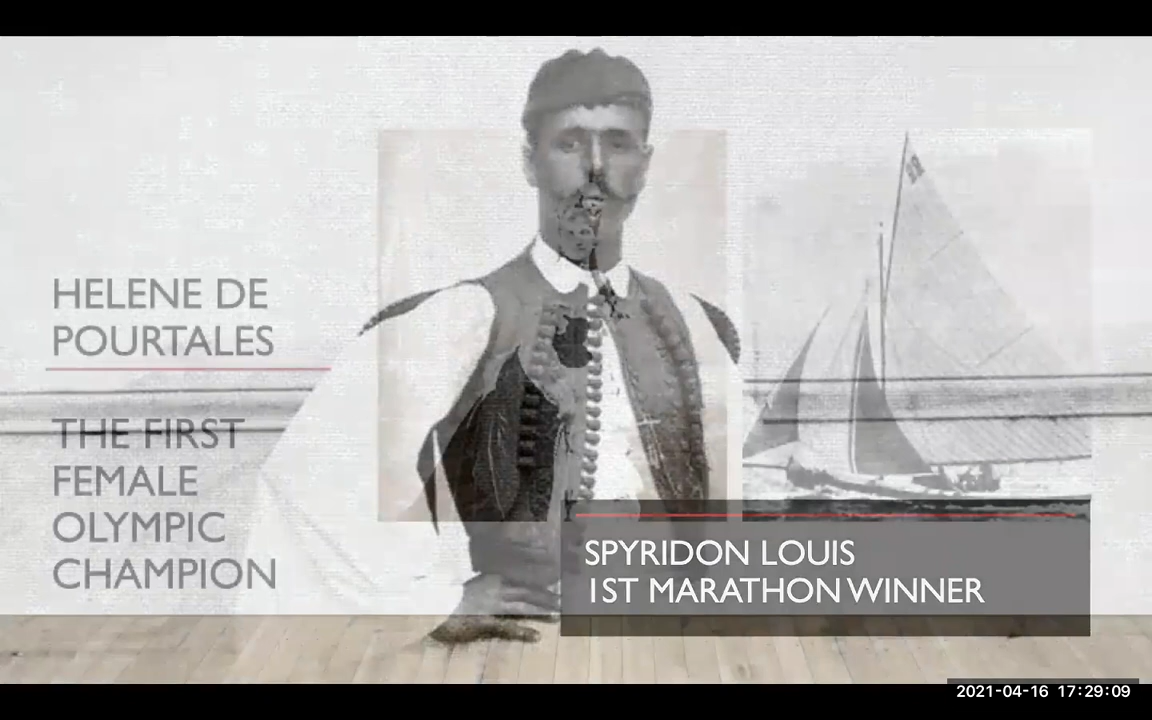 HELENE DE
POURTALES
THE FIRST
FEMALE
OLYMPIC
CHAMPION
SPYRIDON LOUIS
1ST MARATHON WINNER
2021-04-16 17:29:09